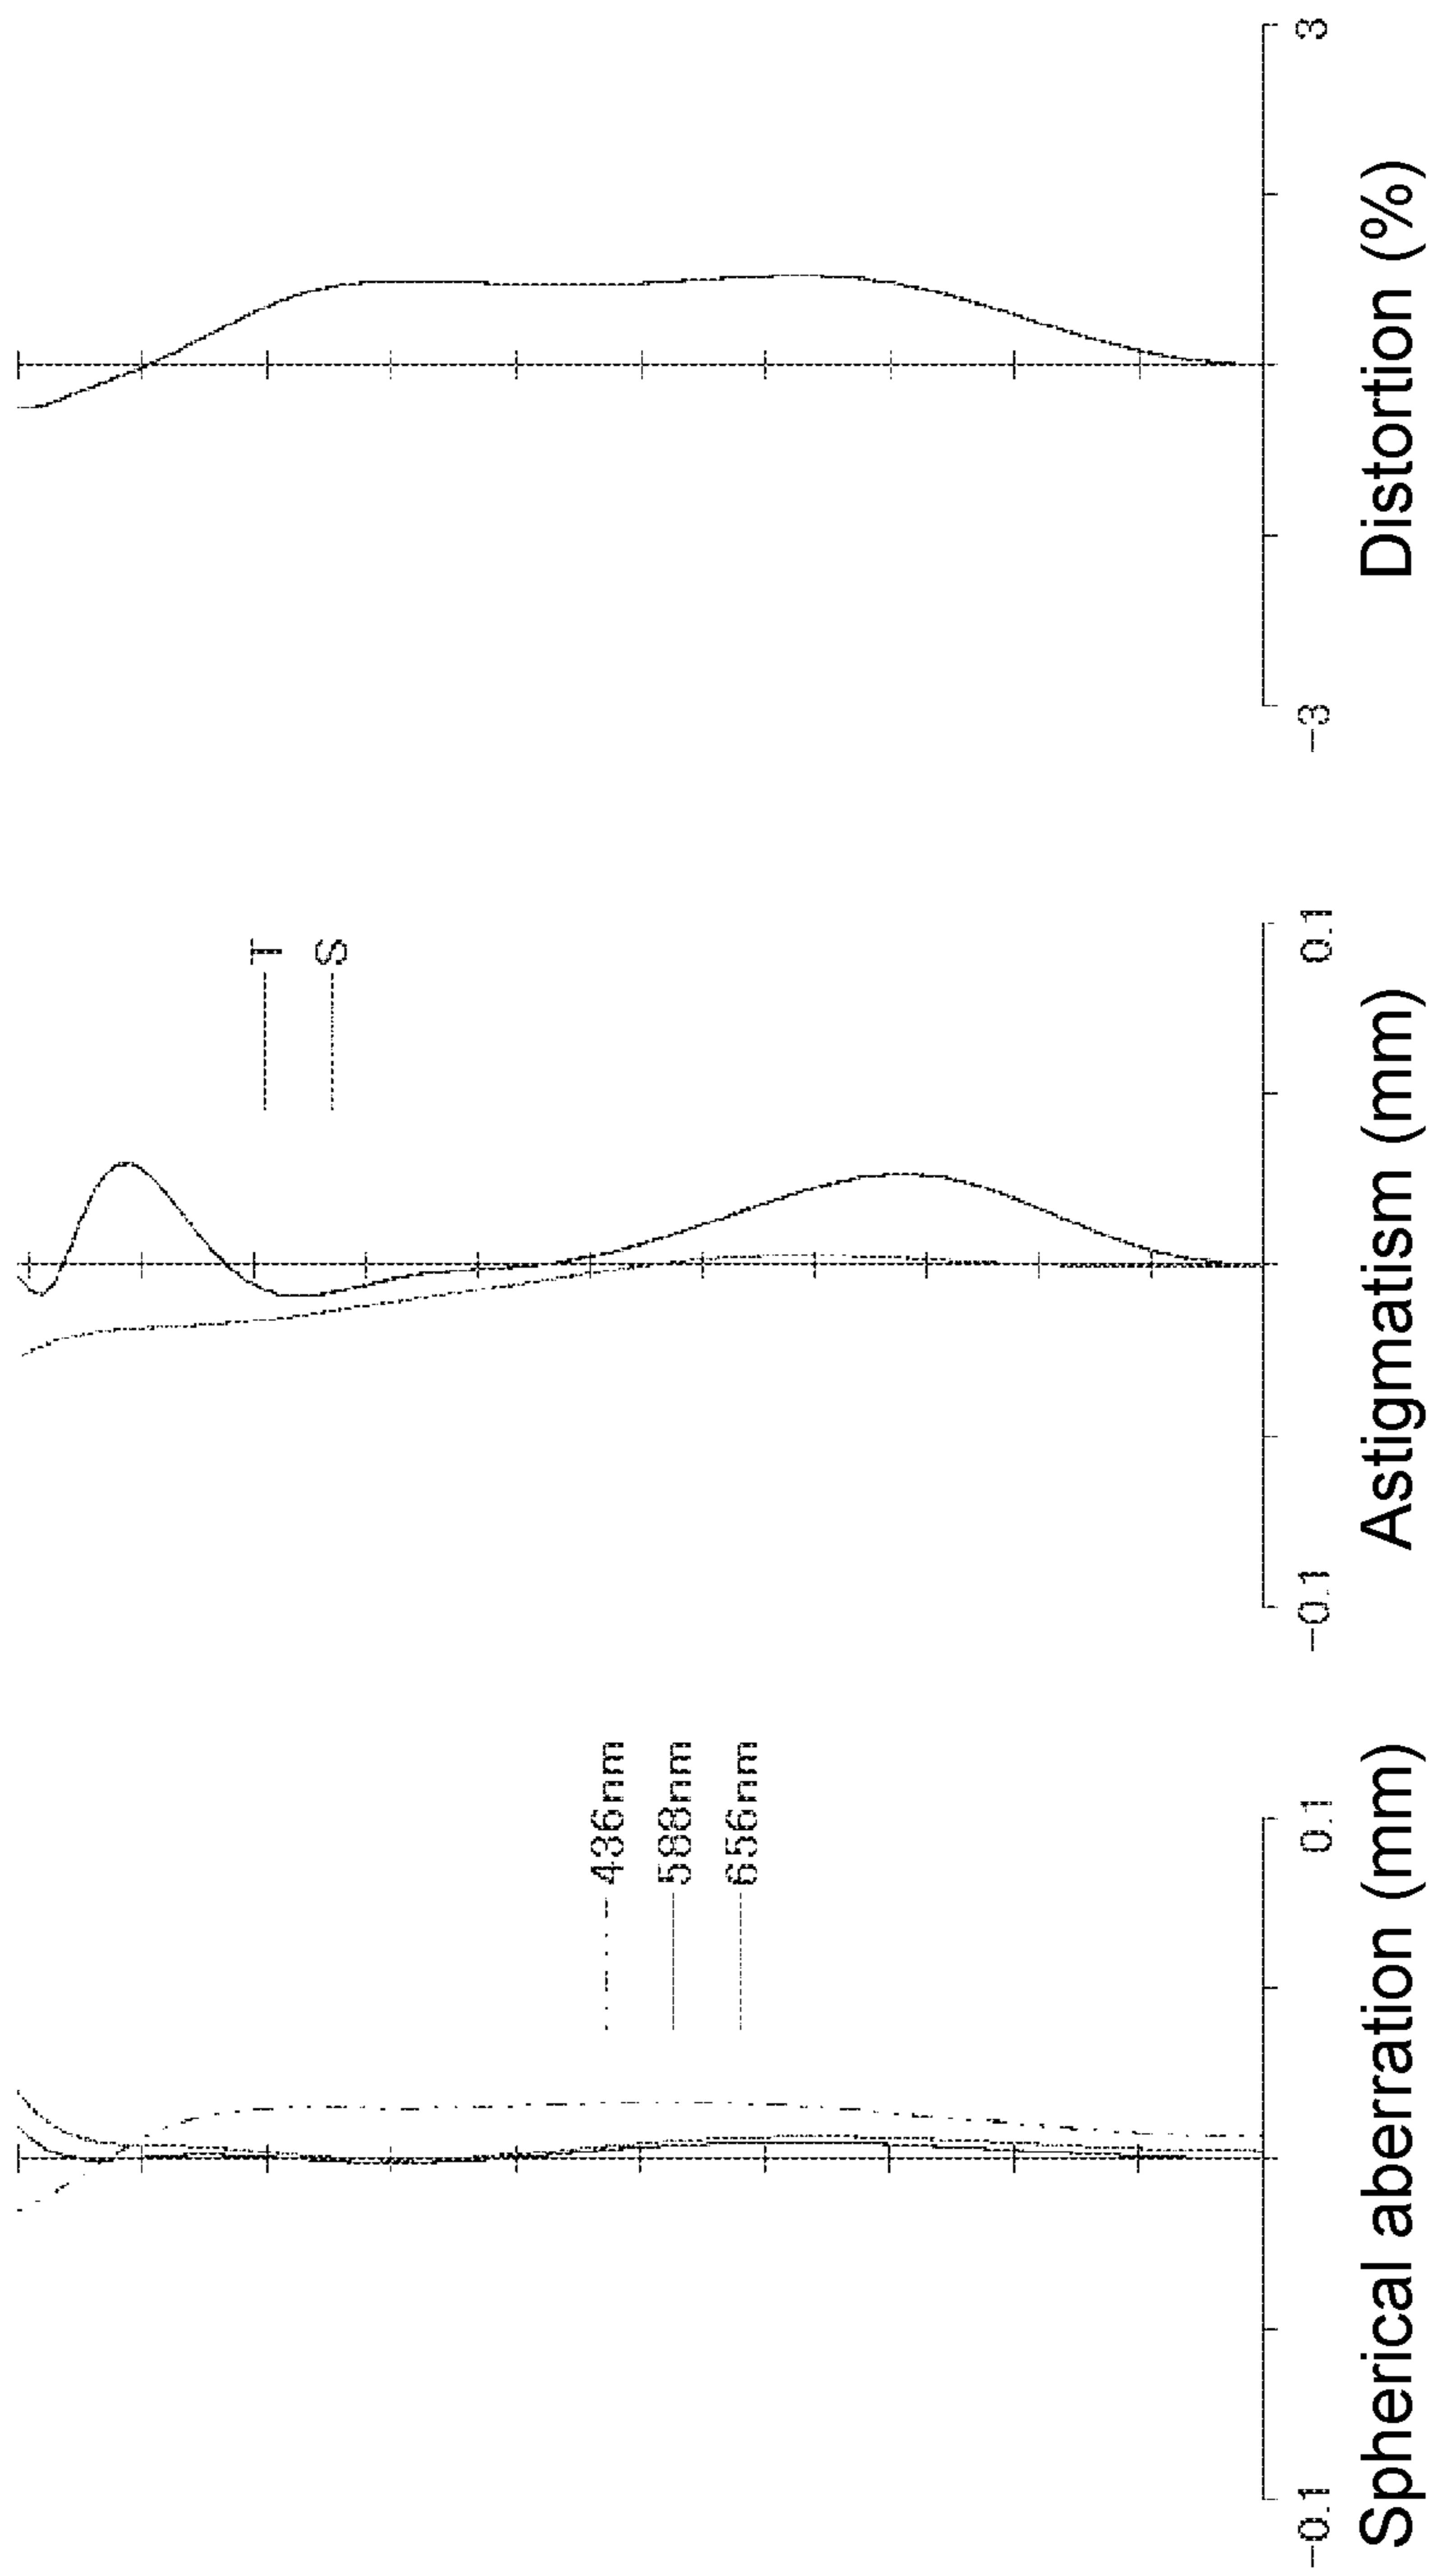 436nm
588nm
656nm
-0.1
0.1
Spherical aberration (mm)
T
S
-0.1
0.1
Astigmatism (mm)
-3
3
Distortion (%)